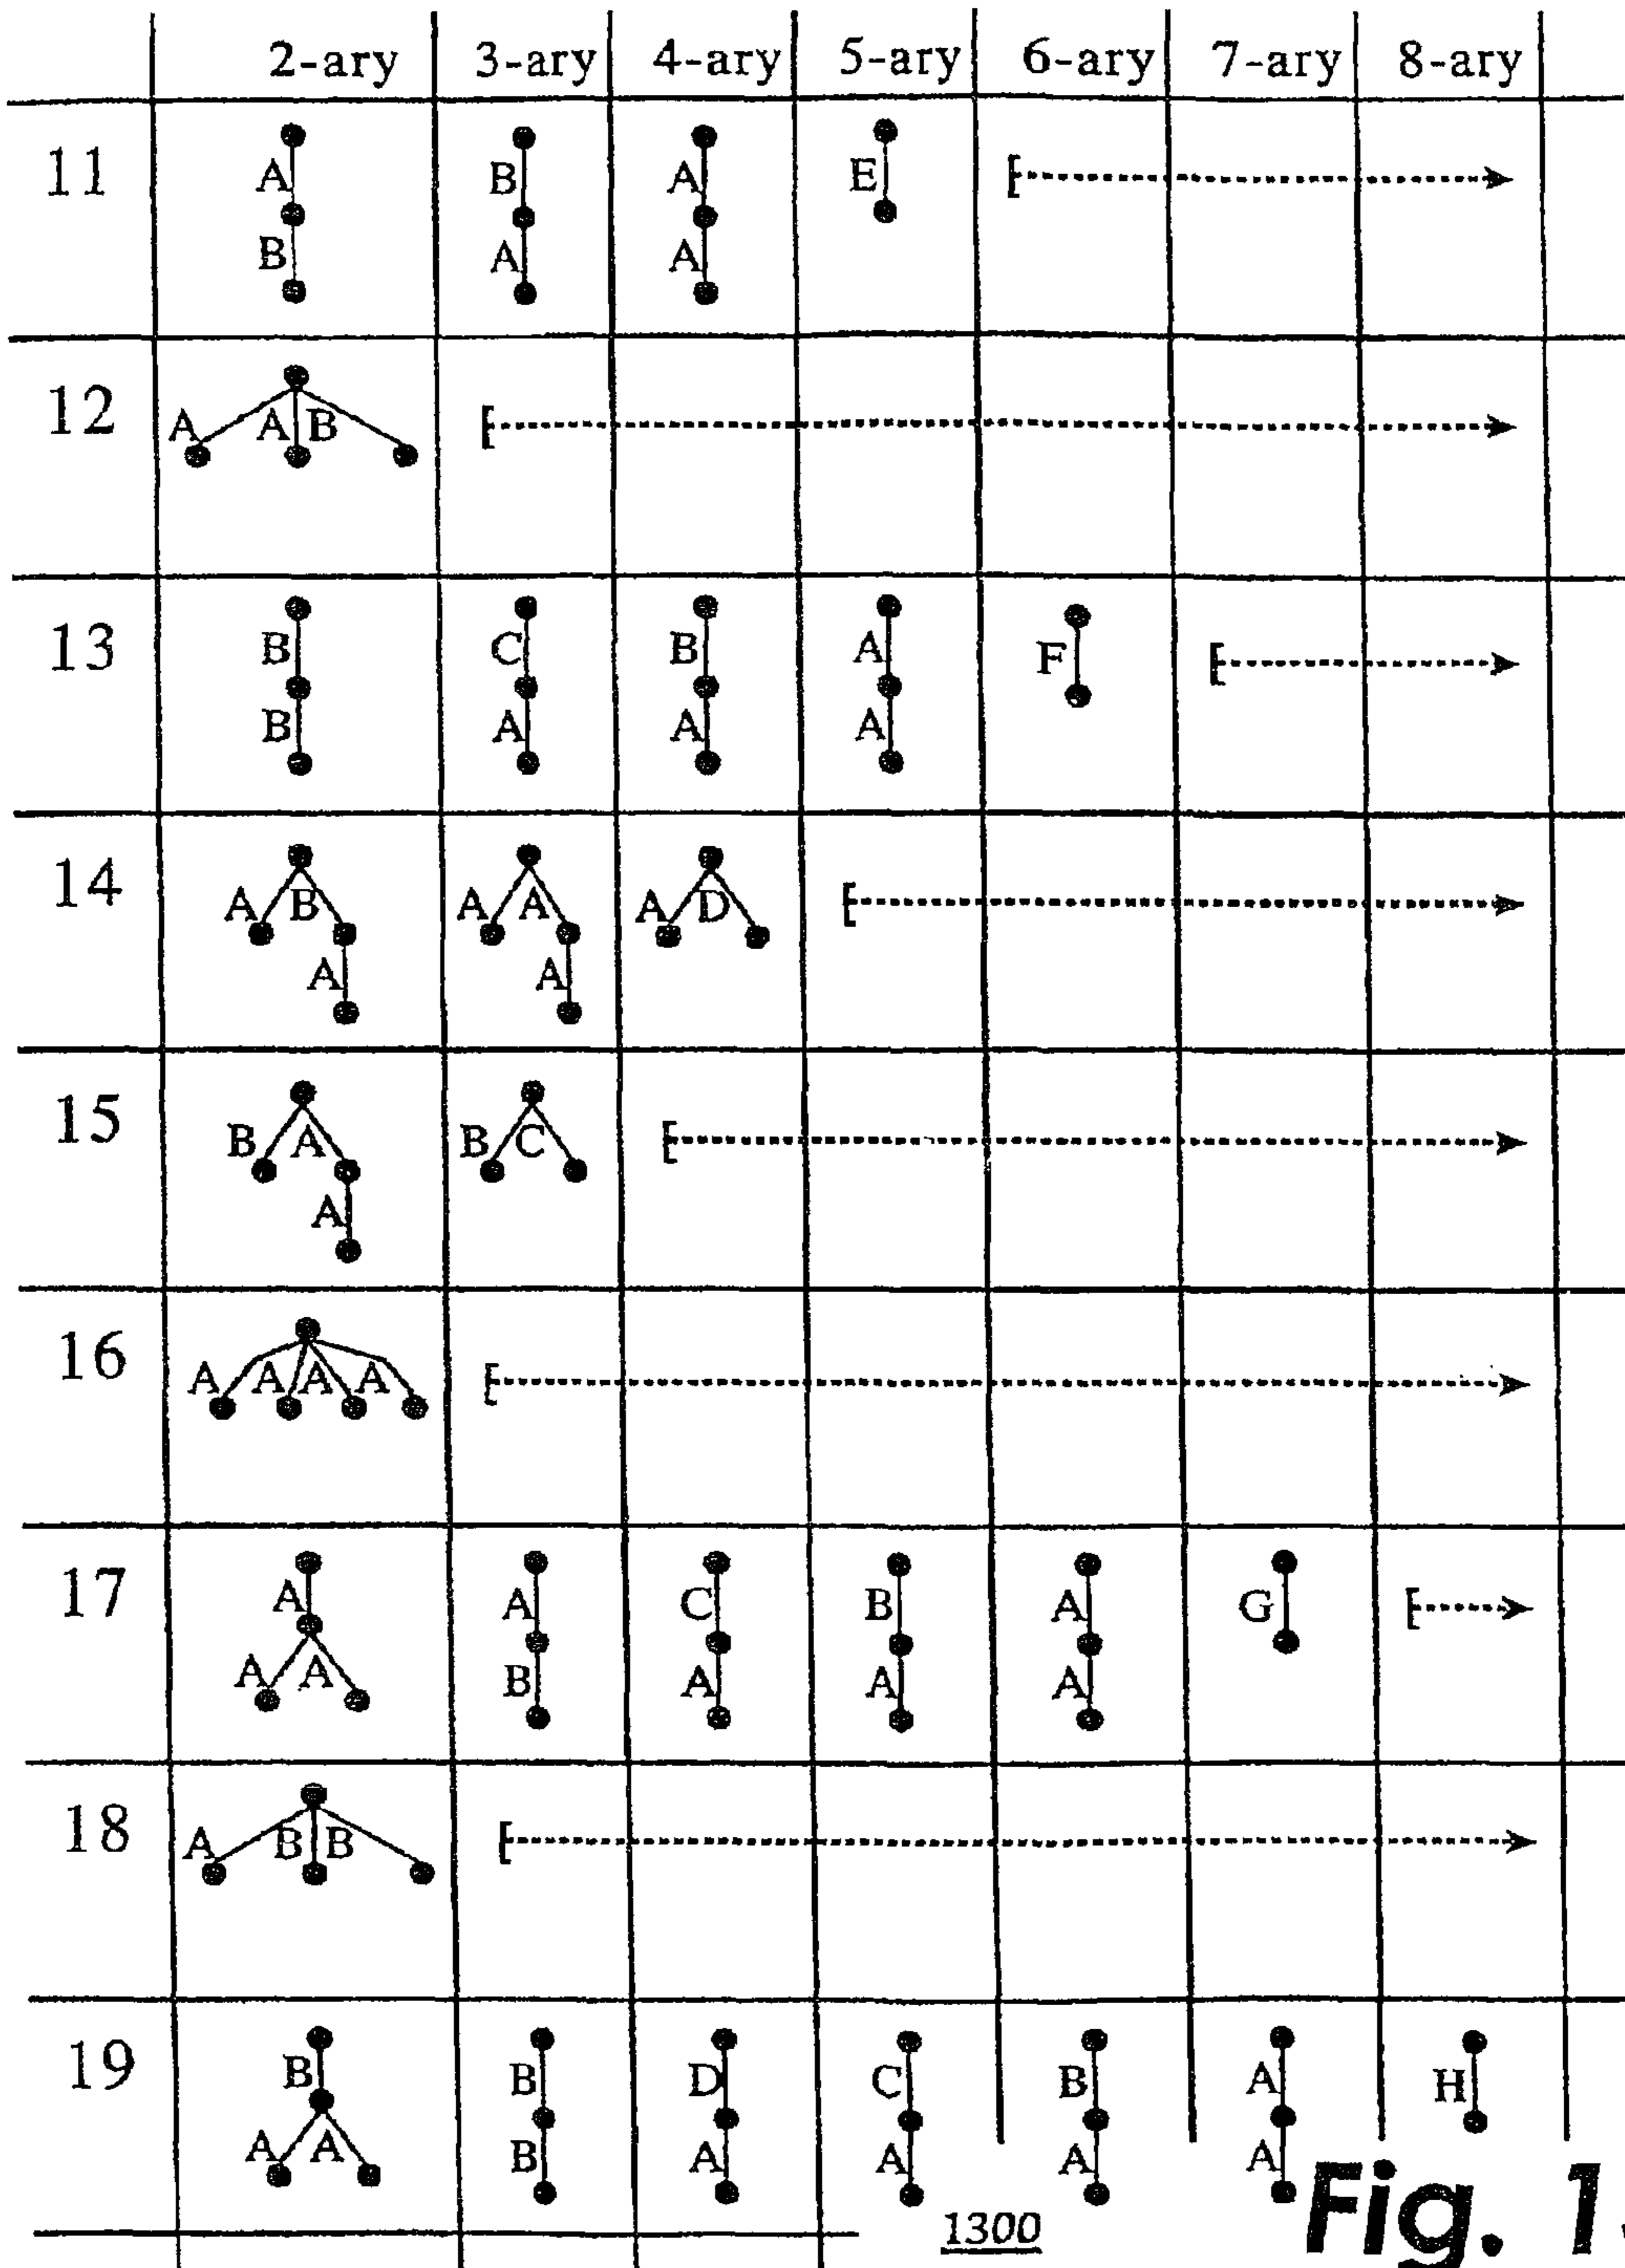 2-ary 3-ary 4-ary 5-ary 6-ary 7-ary 8-ary
11 A B A E
B A A
12 A A B
13 B C B A F
B A A A
14 A B A A A D
A A
15 B A B C
A
16 A A A A
17 A A C B A G
A A B A A A
18 A B B
19 B B D C B A H
A A B A A A A
1300
Fig. 1